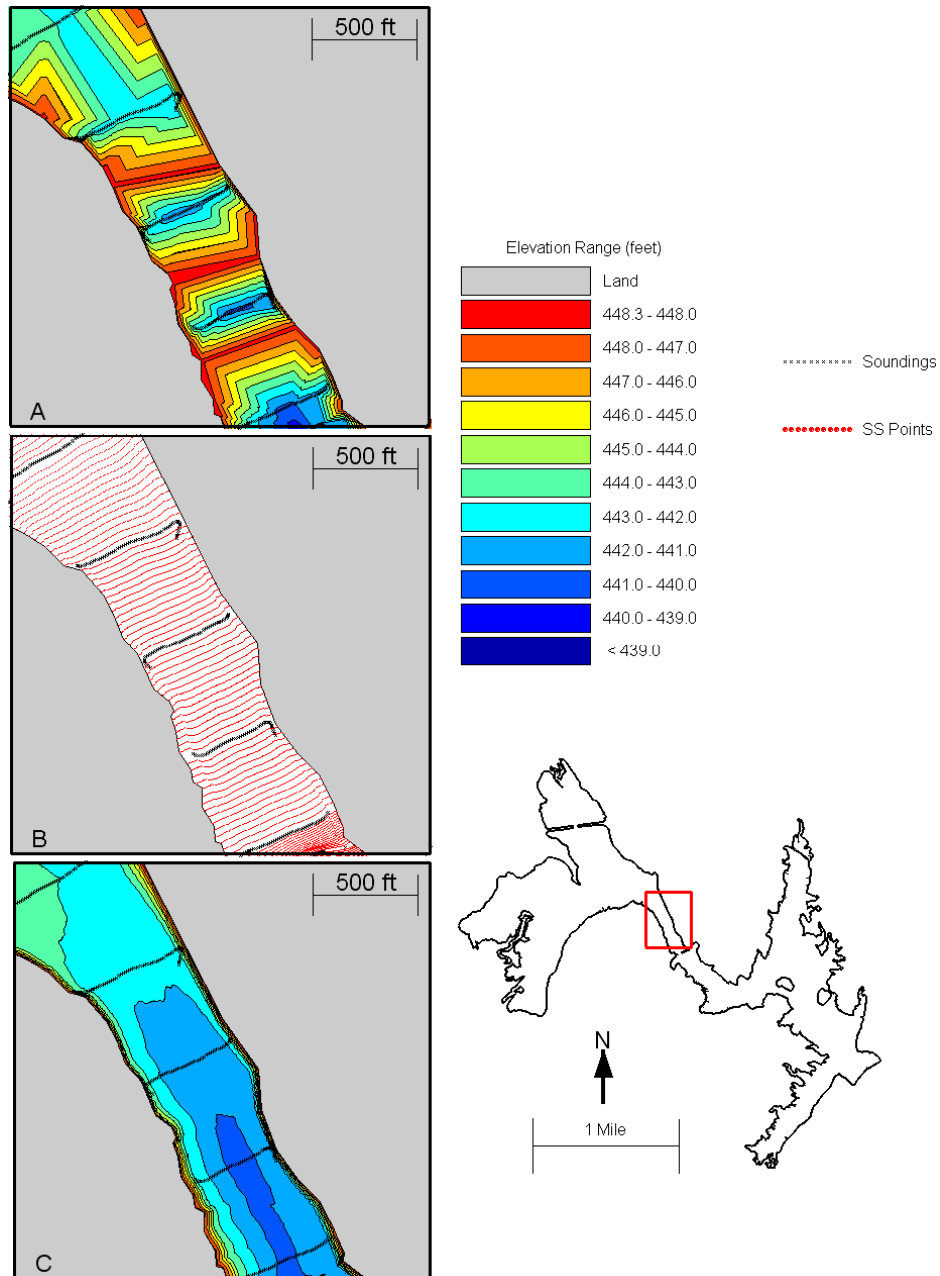 500 ft
A
500 ft
B
500 ft
C
Elevation Range (feet)
Land
448.3 - 448.0
448.0 - 447.0
447.0 - 446.0
446.0 - 445.0
445.0 - 444.0
444.0 - 443.0
443.0 - 442.0
442.0 - 441.0
441.0 - 440.0
440.0 - 439.0
< 439.0
Soundings
SS Points
N
1 Mile